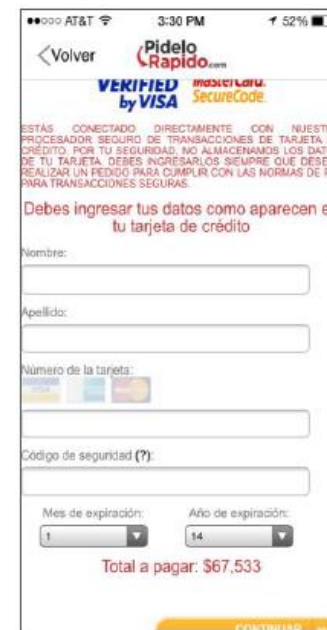 AT&T 3:30 PM 52%
Volver Pidelo Rapido.com
VERIFIED by VISA MasterCard. SecureCode.
ESTÁS CONECTADO DIRECTAMENTE CON
PROCESADOR SEGURO DE TRANSACCIONES DE TARJETA
CRÉDITO. POR TU SEGURIDAD, NO ALMACENAMOS LOS
DE TU TARJETA. DEBES INGRESARLOS SIEMPRE QUE
REALIZAR UN PEDIDO PARA CUMPLIR CON LAS NORMAS DE
PARA TRANSACCIONES SEGURAS.
Debes ingresar tus datos como aparecen
tu tarjeta de crédito
Nombre:
Apellido:
Número de la tarjeta:
VISA
Código de seguridad (?):
Mes de expiración: Año de expiración:
1 14
Total a pagar: $67,533
CONTINUAR